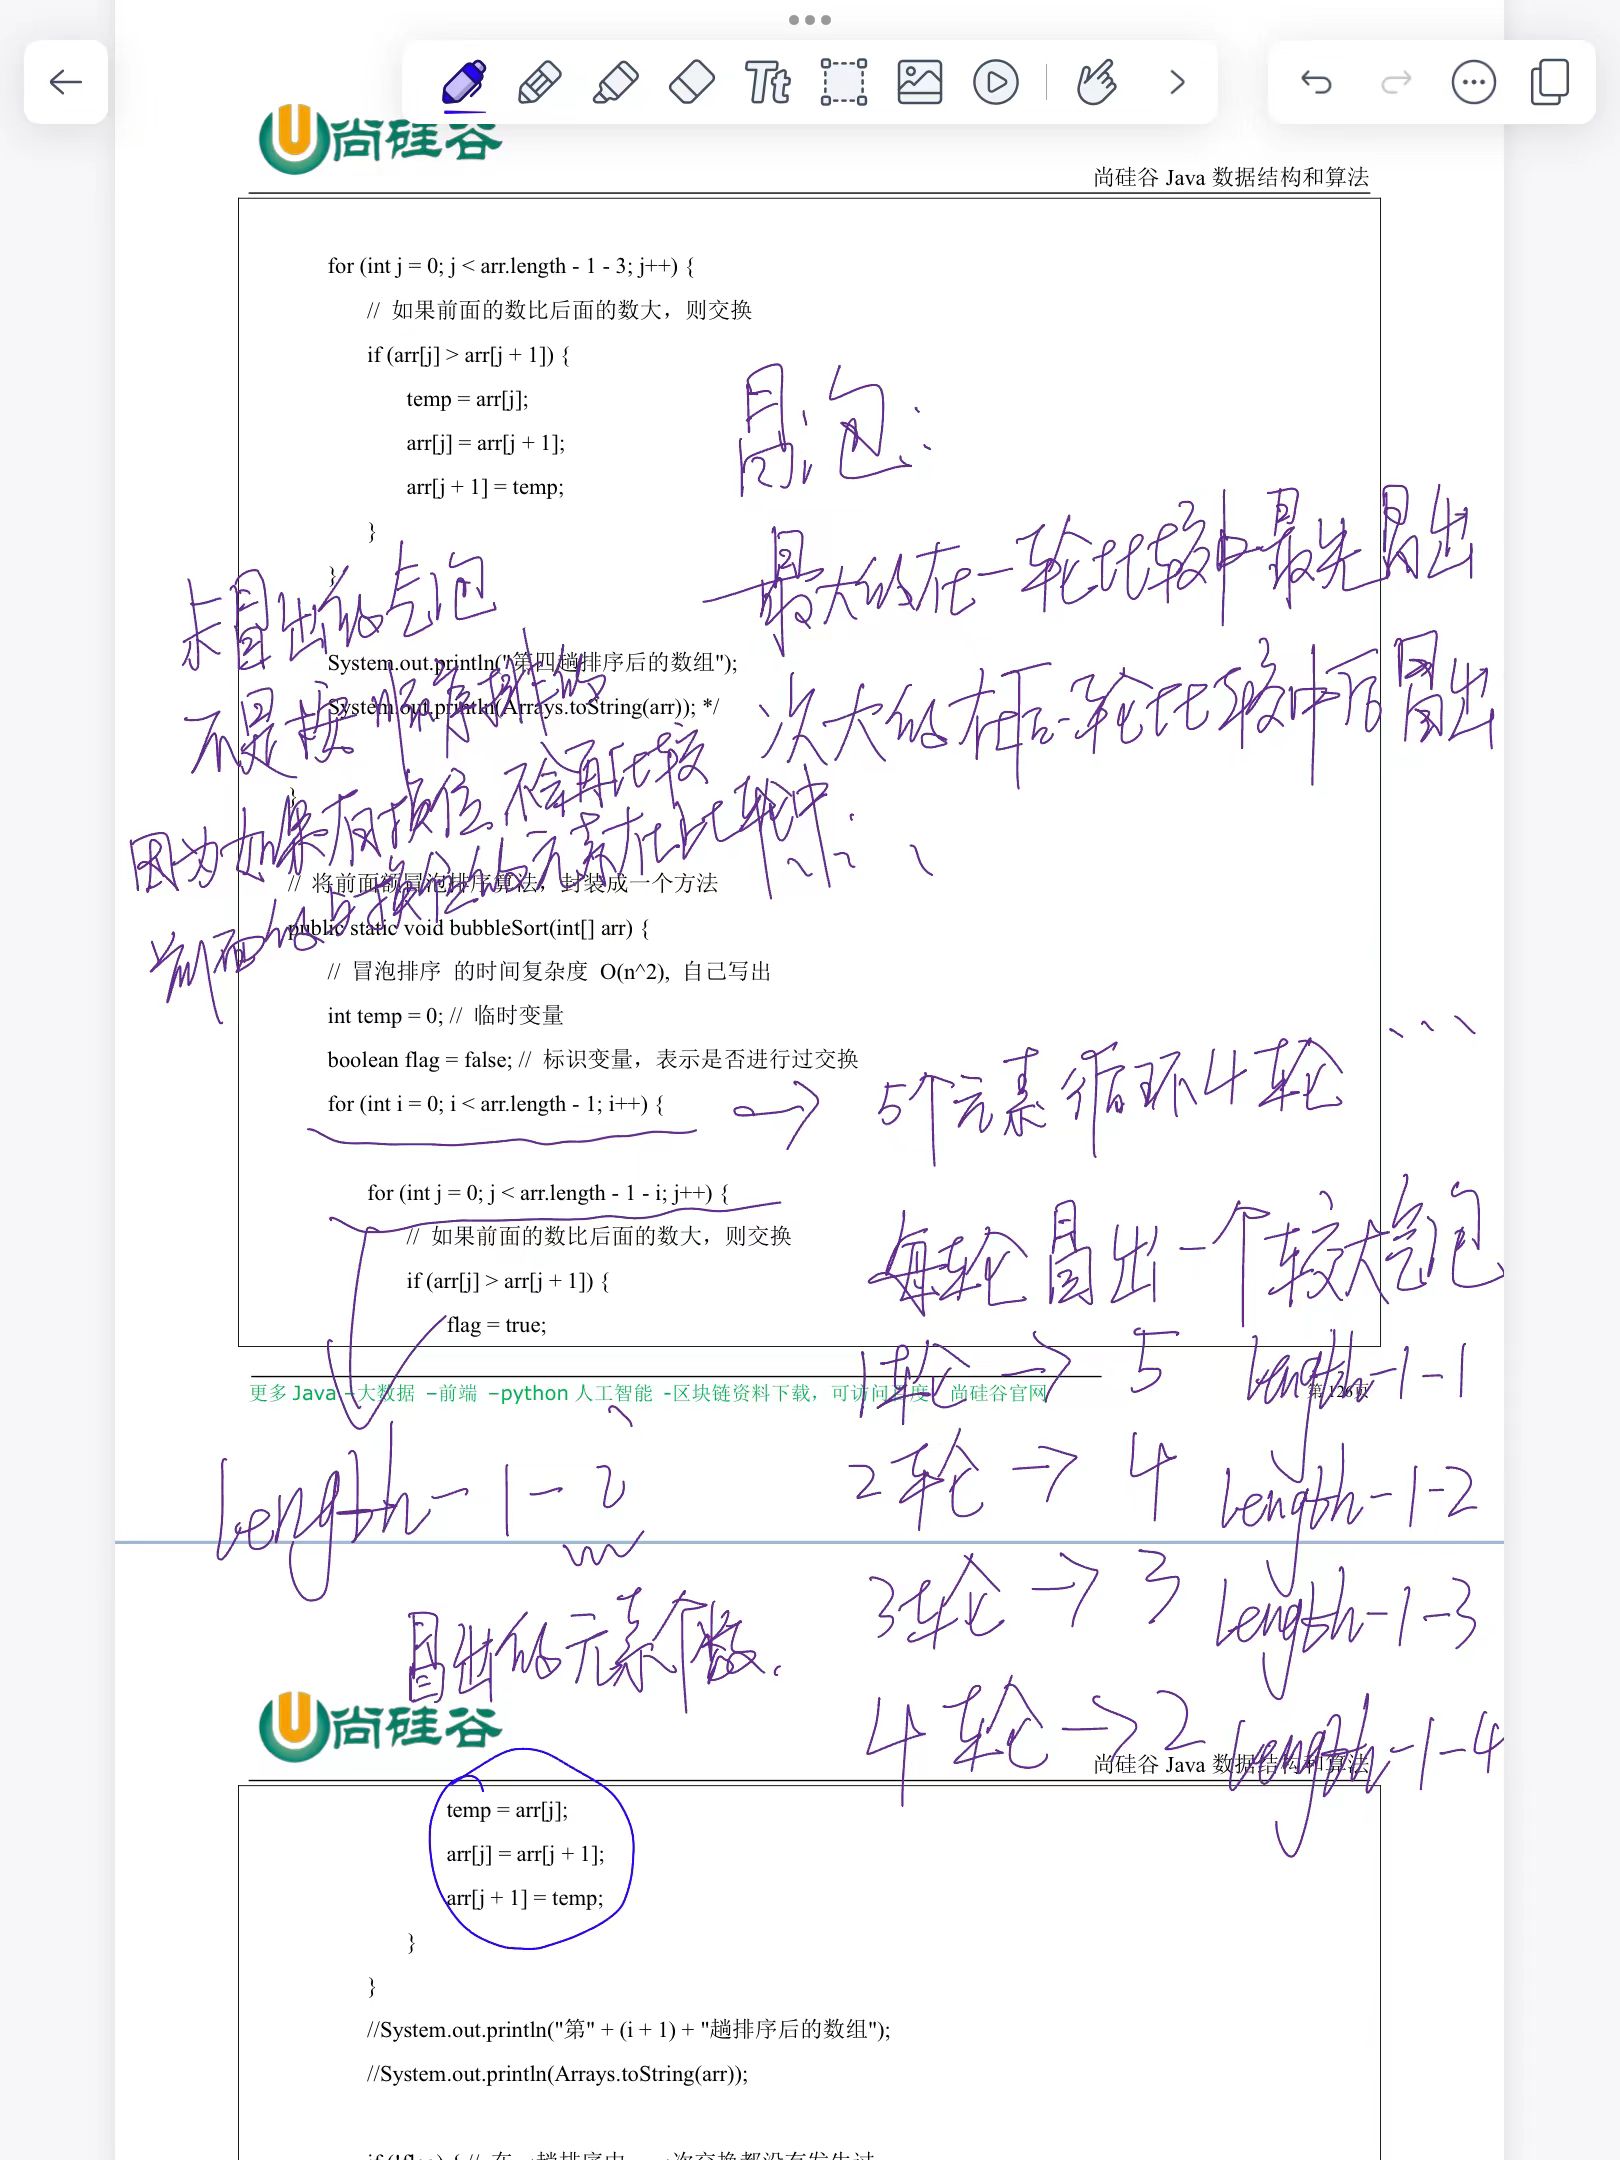 尚硅谷
尚硅谷 Java 数据结构和算法
for (int j = 0; j < arr.length - 1 - 3; j++) {
// 如果前面的数比后面的数大，则交换
if (arr[j] > arr[j + 1]) {
temp = arr[j];
arr[j] = arr[j + 1];
arr[j + 1] = temp;
}
}
冒泡：
最大的在一轮比较中最先冒出
次大的在后一轮比较中后冒出
未冒出的气泡
不是按顺序排的
因为如果有换位 不会再比较
前面的与换位的元素在此轮中.
System.out.println("第四趟排序后的数组");
System.out.println(Arrays.toString(arr)); */
}
// 将前面额冒泡排序算法，封装成一个方法
public static void bubbleSort(int[] arr) {
// 冒泡排序 的时间复杂度 O(n^2), 自己写出
int temp = 0; // 临时变量
boolean flag = false; // 标识变量，表示是否进行过交换
for (int i = 0; i < arr.length - 1; i++) {
→ 5个元素循环4轮
for (int j = 0; j < arr.length - 1 - i; j++) {
// 如果前面的数比后面的数大，则交换
每轮冒出一个较大气泡
if (arr[j] > arr[j + 1]) {
flag = true;
1轮 → 5 length-1-1
更多 Java –大数据 –前端 –python 人工智能 -区块链资料下载，可访问百度：尚硅谷官网
第 126页
2轮 → 4 length-1-2
length-1-i
3轮 → 3 length-1-3
冒出的元素个数.
4轮 → 2 length-1-4
尚硅谷
尚硅谷 Java 数据结构和算法
temp = arr[j];
arr[j] = arr[j + 1];
arr[j + 1] = temp;
}
}
//System.out.println("第" + (i + 1) + "趟排序后的数组");
//System.out.println(Arrays.toString(arr));